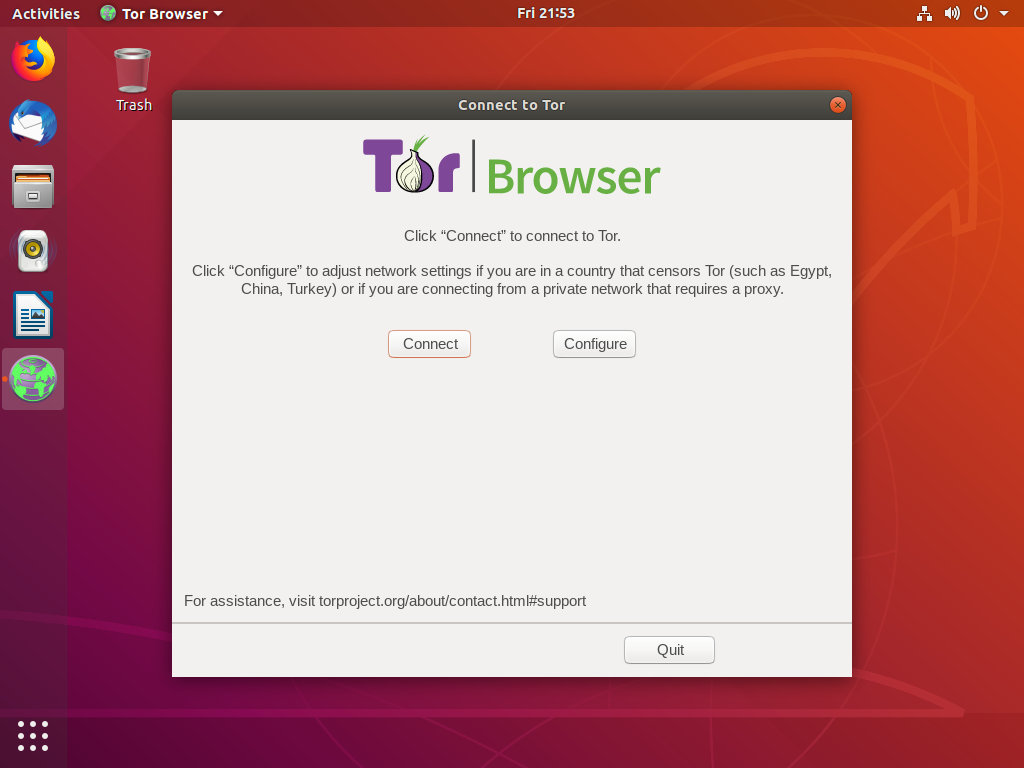 Activities Tor Browser Fri 21:53
Trash
Connect to Tor
Tor Browser
Click “Connect” to connect to Tor.
Click “Configure” to adjust network settings if you are in a country that censors Tor (such as Egypt,
China, Turkey) or if you are connecting from a private network that requires a proxy.
Connect Configure
For assistance, visit torproject.org/about/contact.html#support
Quit